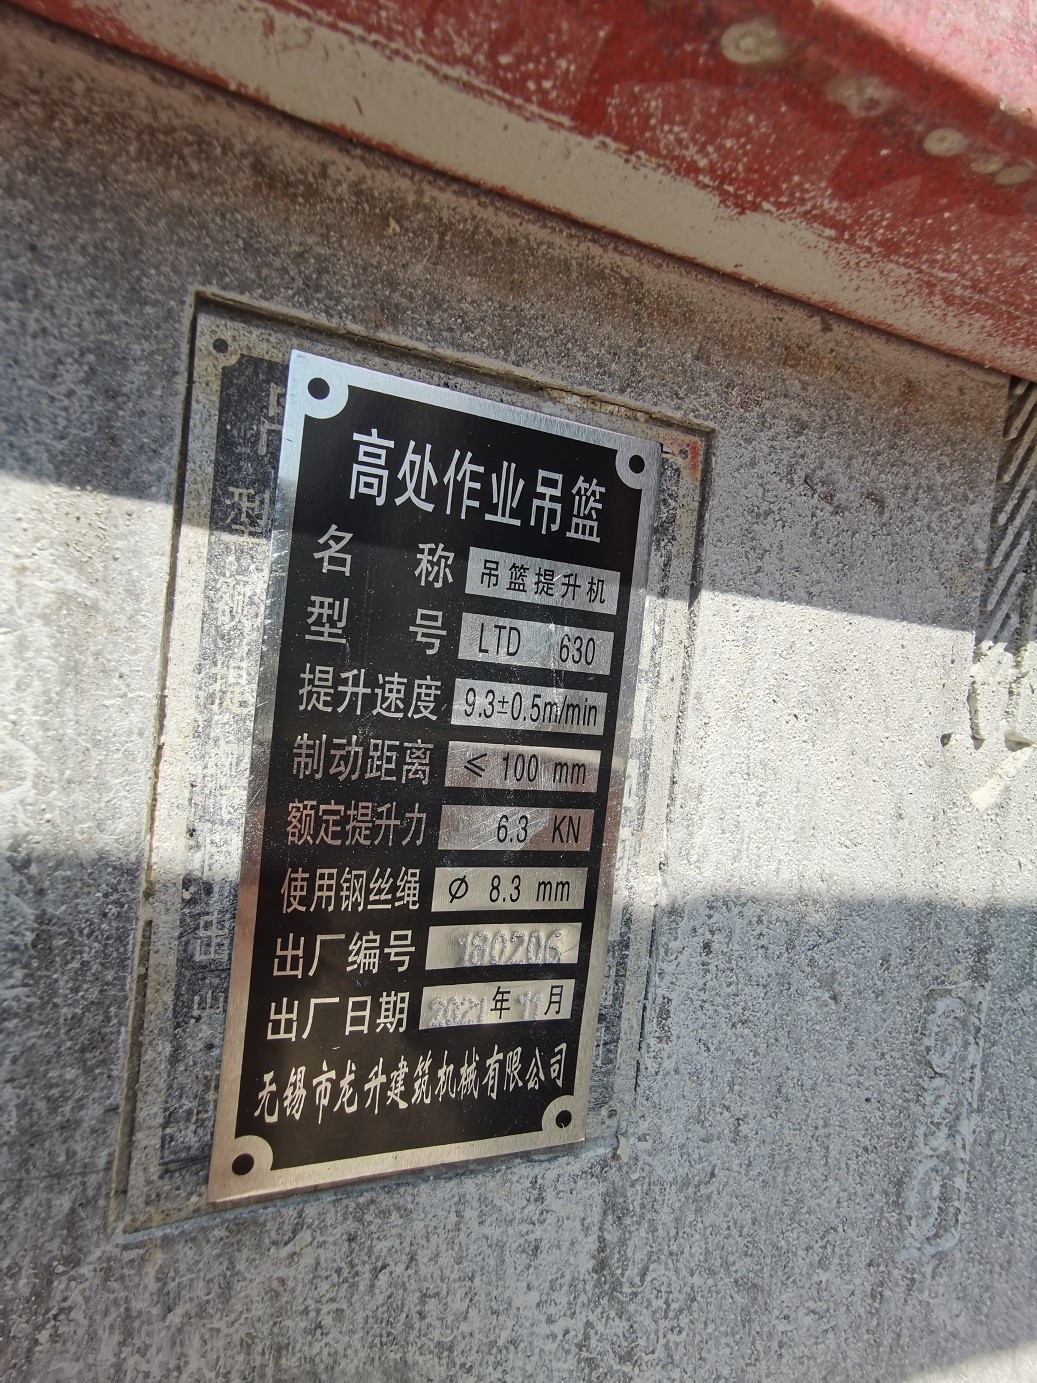 高处作业吊篮
名 称 吊篮提升机
型 号 LTD 630
提升速度 9.3±0.5m/min
制动距离 ≤ 100 mm
额定提升力 6.3 KN
使用钢丝绳 Ø 8.3 mm
出厂编号 160206
出厂日期 2021年11月
无锡市龙升建筑机械有限公司